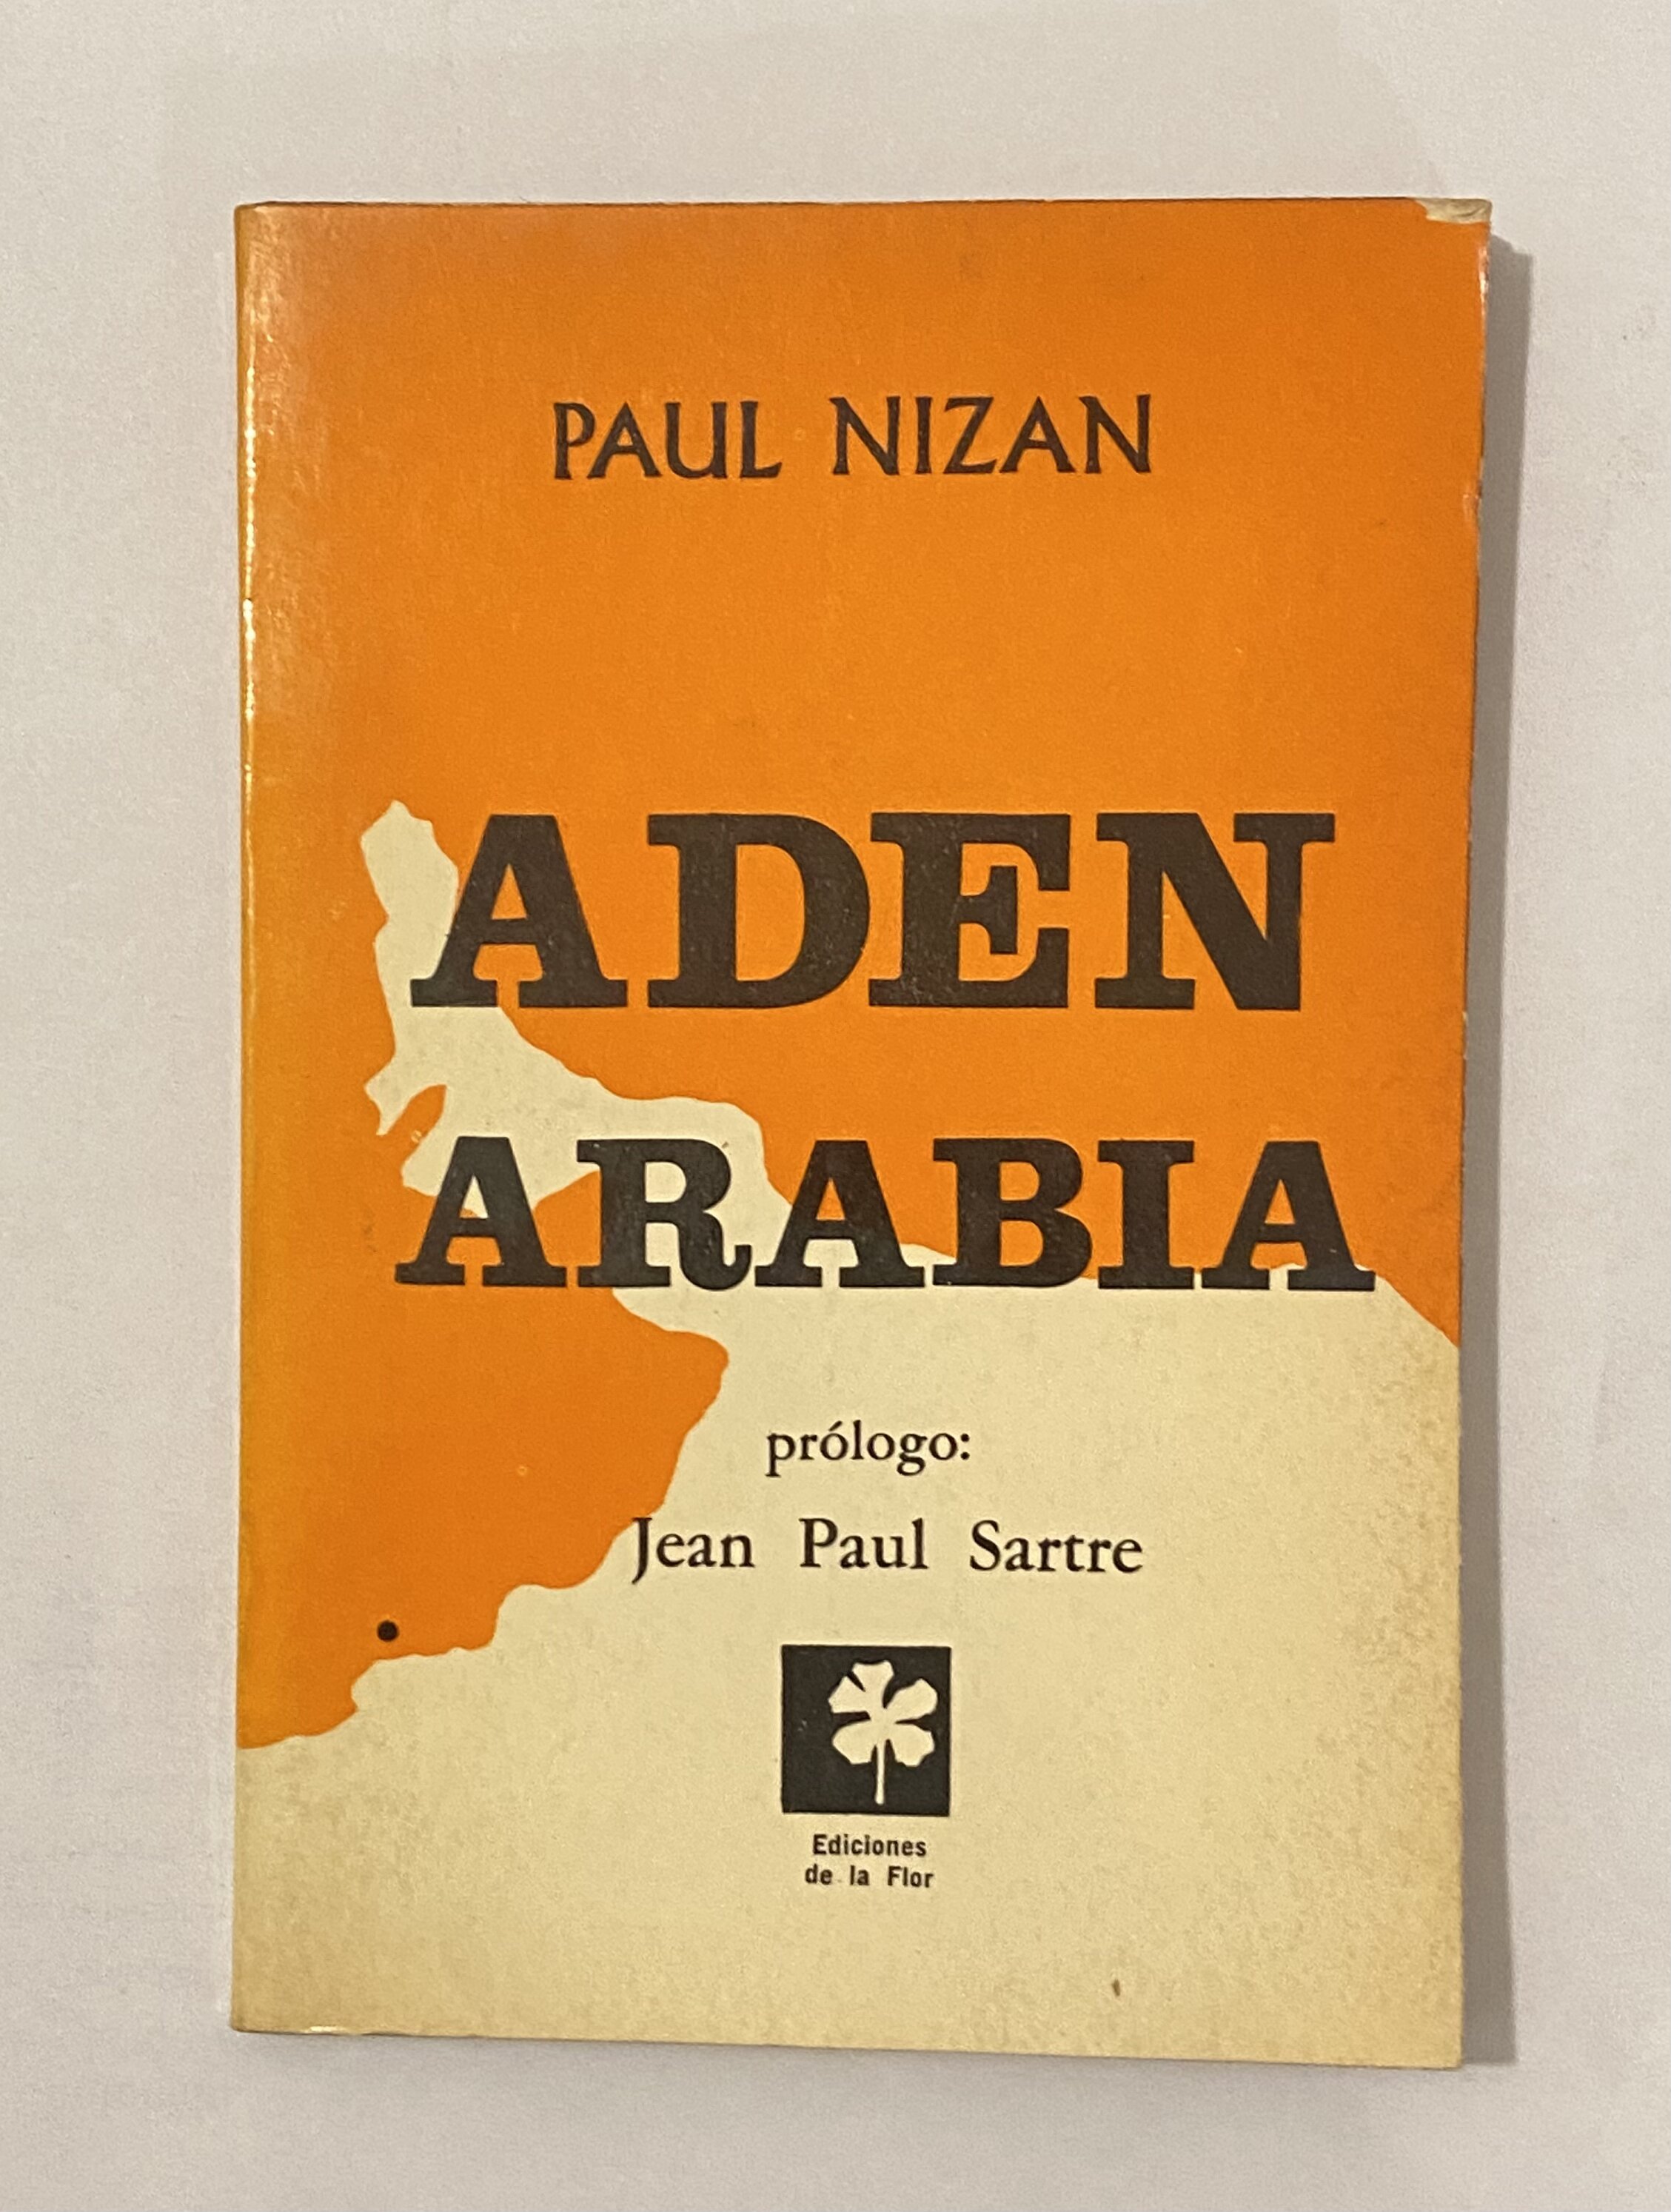 PAUL NIZAN
ADEN
ARABIA
prólogo:
Jean Paul Sartre
Ediciones
de la Flor